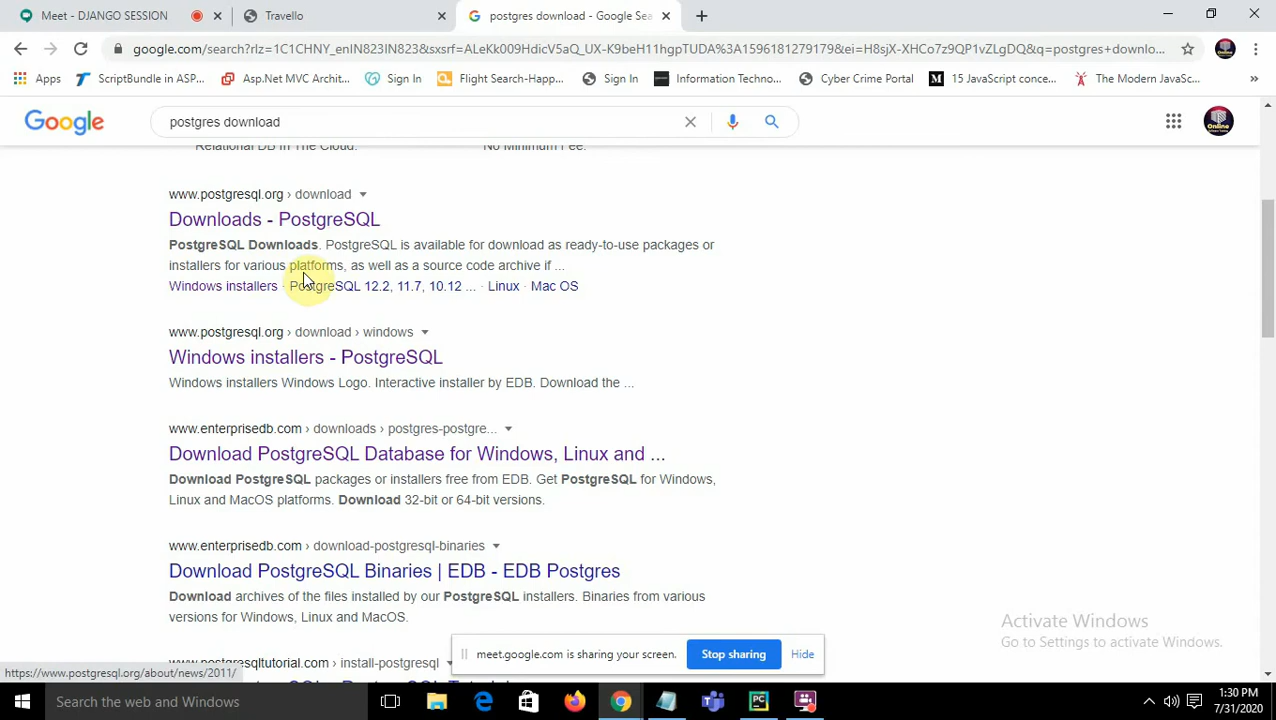 Meet - DJANGO SESSION
Travello
postgres download - Google Sea
google.com/search?rlz=1C1CHNY_enIN823IN823&sxsrf=ALeKk009HdicV5aQ_UX-K9beH11hgpTUDA%3A1596181279179&ei=H8sjX-XHCo7z9QP1vZLgDQ&q=postgres+downlo...
Apps
ScriptBundle in ASP...
Asp.Net MVC Archit...
Sign In
Flight Search-Happ...
Sign In
Information Techno...
Cyber Crime Portal
15 JavaScript conce...
The Modern JavaSc...
Google
postgres download
Relational DB In The Cloud.
No Minimum Fee.
www.postgresql.org › download
Downloads - PostgreSQL
PostgreSQL Downloads. PostgreSQL is available for download as ready-to-use packages or
installers for various platforms, as well as a source code archive if ...
Windows installers · PostgreSQL 12.2, 11.7, 10.12 ... · Linux · Mac OS
www.postgresql.org › download › windows
Windows installers - PostgreSQL
Windows installers Windows Logo. Interactive installer by EDB. Download the ...
www.enterprisedb.com › downloads › postgres-postgre...
Download PostgreSQL Database for Windows, Linux and ...
Download PostgreSQL packages or installers free from EDB. Get PostgreSQL for Windows,
Linux and MacOS platforms. Download 32-bit or 64-bit versions.
www.enterprisedb.com › download-postgresql-binaries
Download PostgreSQL Binaries | EDB - EDB Postgres
Download archives of the files installed by our PostgreSQL installers. Binaries from various
versions for Windows, Linux and MacOS.
Activate Windows
Go to Settings to activate Windows.
meet.google.com is sharing your screen.
Stop sharing
Hide
www.postgresqltutorial.com › install-postgresql
https://www.postgresql.org/about/news/2011/
Search the web and Windows
1:30 PM
7/31/2020